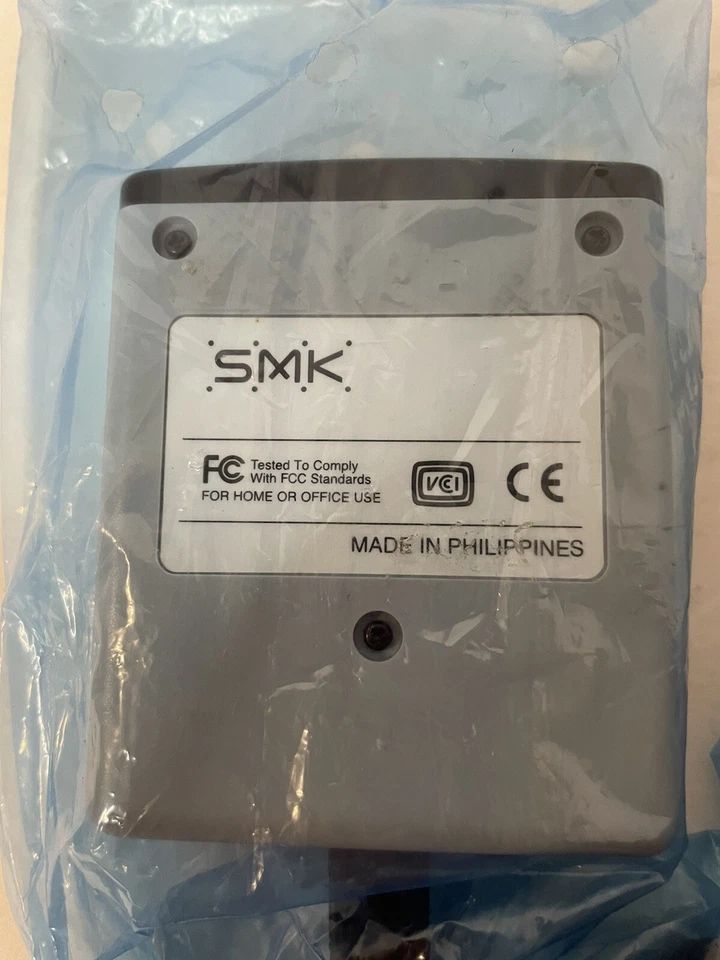 SMK
FC Tested To Comply
With FCC Standards
FOR HOME OR OFFICE USE
VCI
CE
MADE IN PHILIPPINES